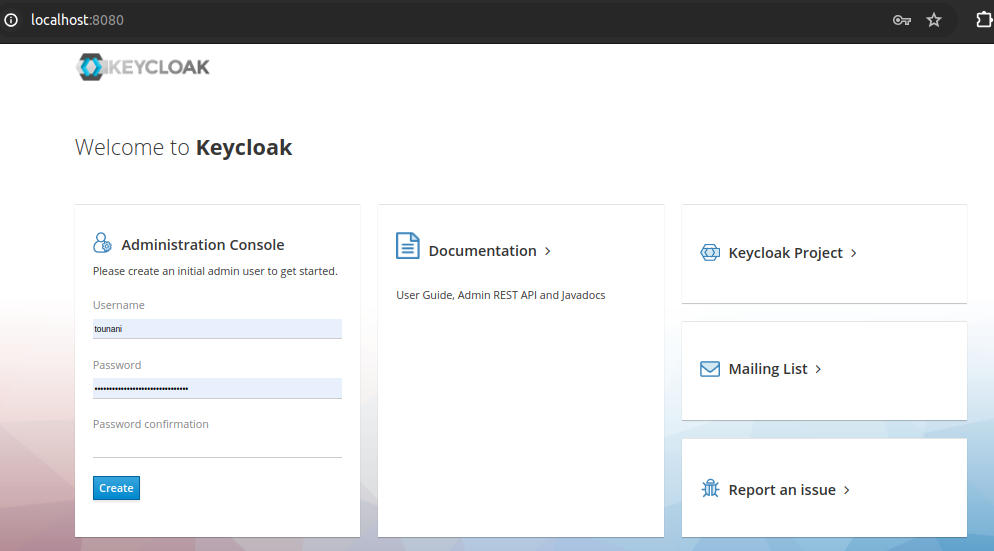 localhost:8080
KEYCLOAK
Welcome to Keycloak
Administration Console
Please create an initial admin user to get started.
Username
tounani
Password
••••••••••••••••••••••••••••••••
Password confirmation
Create
Documentation >
User Guide, Admin REST API and Javadocs
Keycloak Project >
Mailing List >
Report an issue >